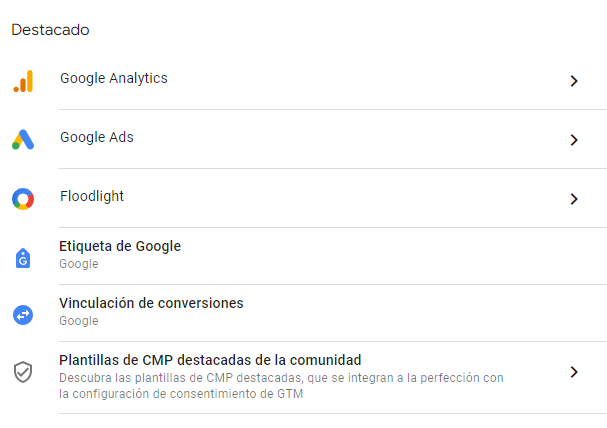 Destacado
Google Analytics
Google Ads
Floodlight
Etiqueta de Google
Google
Vinculación de conversiones
Google
Plantillas de CMP destacadas de la comunidad
Descubra las plantillas de CMP destacadas, que se integran a la perfección con
la configuración de consentimiento de GTM